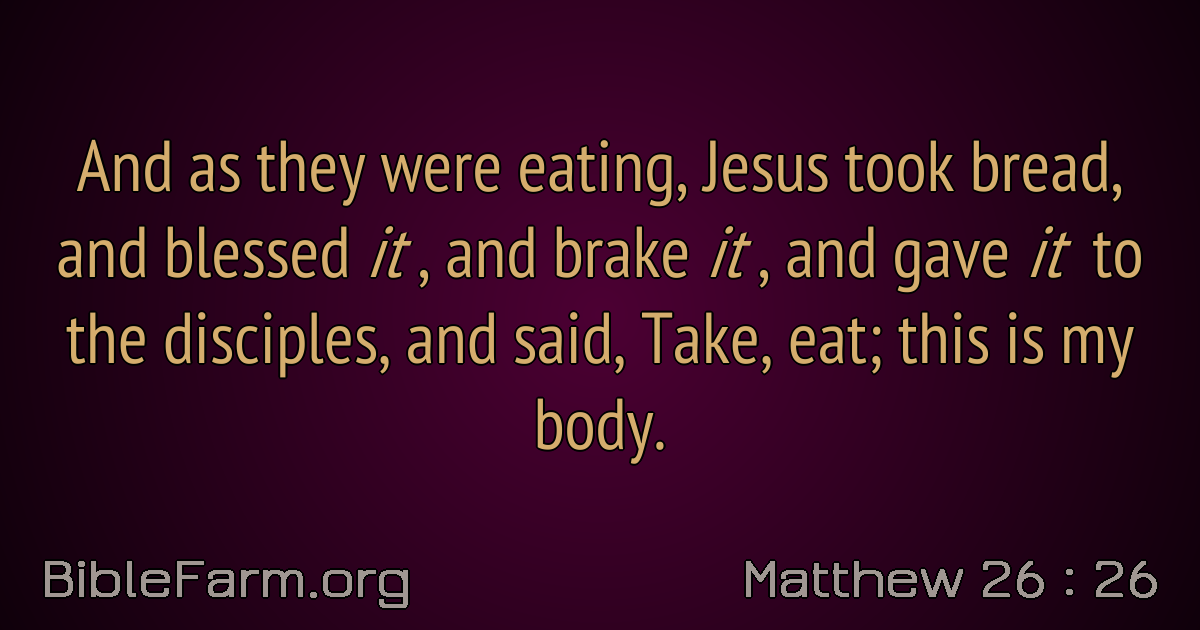 And as they were eating, Jesus took bread,
and blessed it , and brake it , and gave it to
the disciples, and said, Take, eat; this is my
body.
BibleFarm.org
Matthew 26 : 26